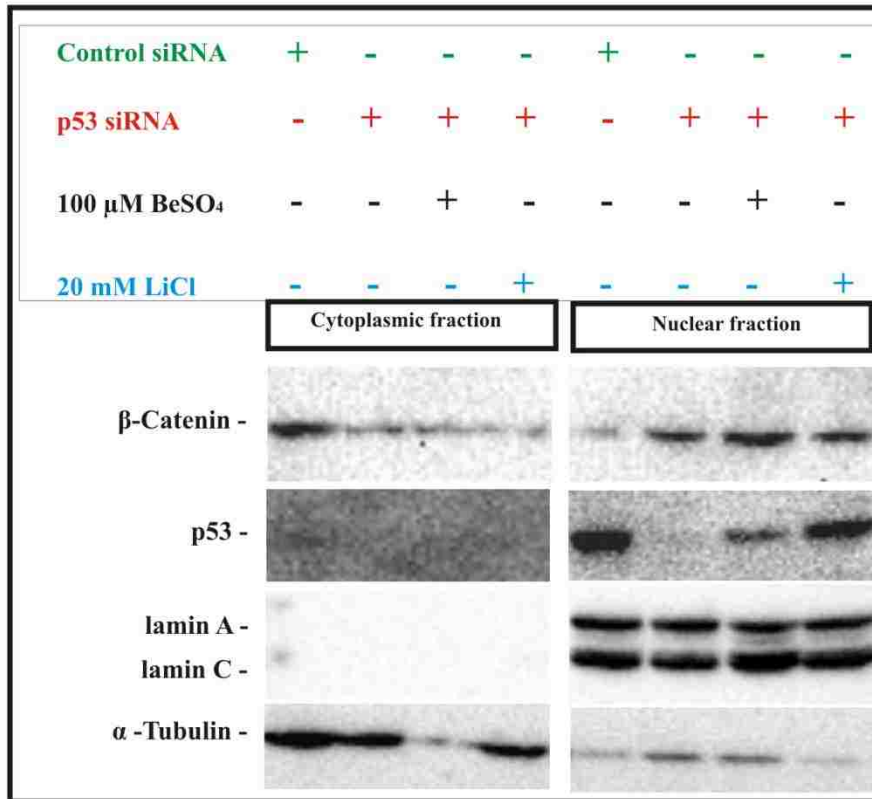 Control siRNA + - - - + - - -
p53 siRNA - + + + - + + +
100 µM BeSO₄ - - + - - - + -
20 mM LiCl - - - + - - - +
Cytoplasmic fraction Nuclear fraction
β-Catenin -
p53 -
lamin A -
lamin C -
α -Tubulin -